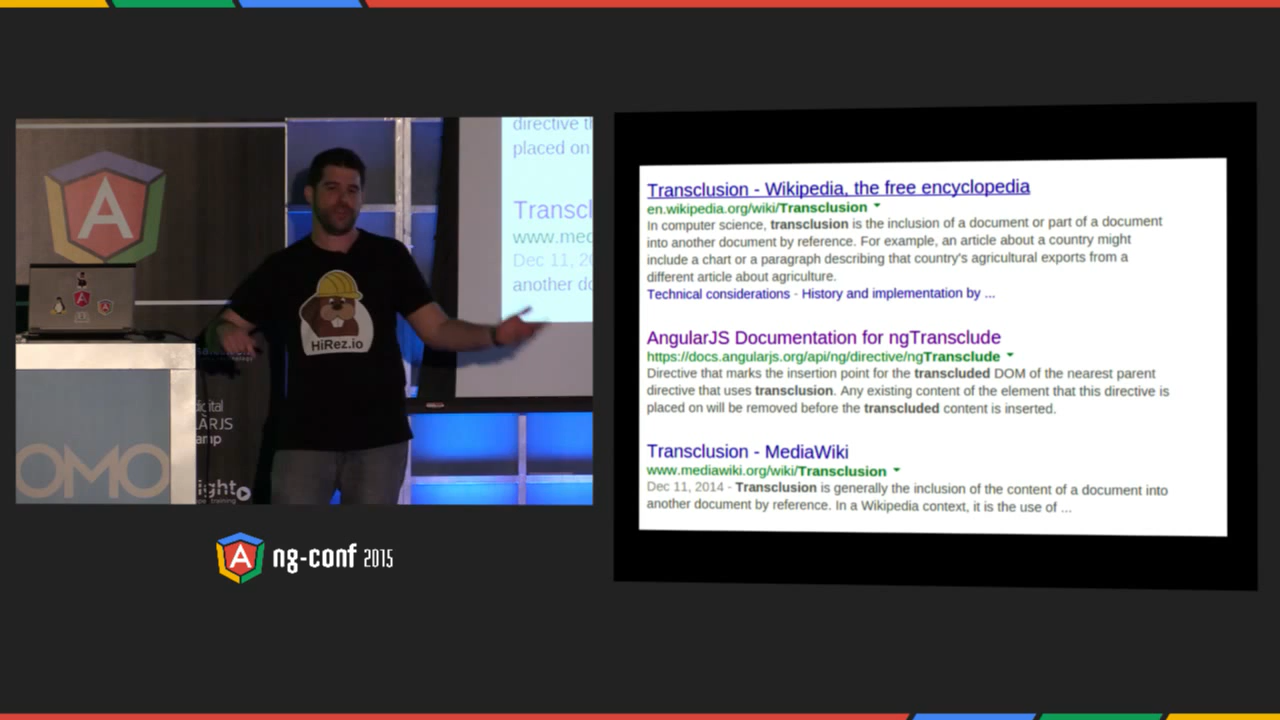 directive th
placed on
Transcl
www.med
Dec 11, 20
another do
A
HiRez.io
gital
ARJS
amp
ight
OMO
A ng-conf 2015
Transclusion - Wikipedia, the free encyclopedia
en.wikipedia.org/wiki/Transclusion
In computer science, transclusion is the inclusion of a document or part of a document
into another document by reference. For example, an article about a country might
include a chart or a paragraph describing that country's agricultural exports from a
different article about agriculture.
Technical considerations - History and implementation by ...
AngularJS Documentation for ngTransclude
https://docs.angularjs.org/api/ng/directive/ngTransclude
Directive that marks the insertion point for the transcluded DOM of the nearest parent
directive that uses transclusion. Any existing content of the element that this directive is
placed on will be removed before the transcluded content is inserted.
Transclusion - MediaWiki
www.mediawiki.org/wiki/Transclusion
Dec 11, 2014 - Transclusion is generally the inclusion of the content of a document into
another document by reference. In a Wikipedia context, it is the use of ...